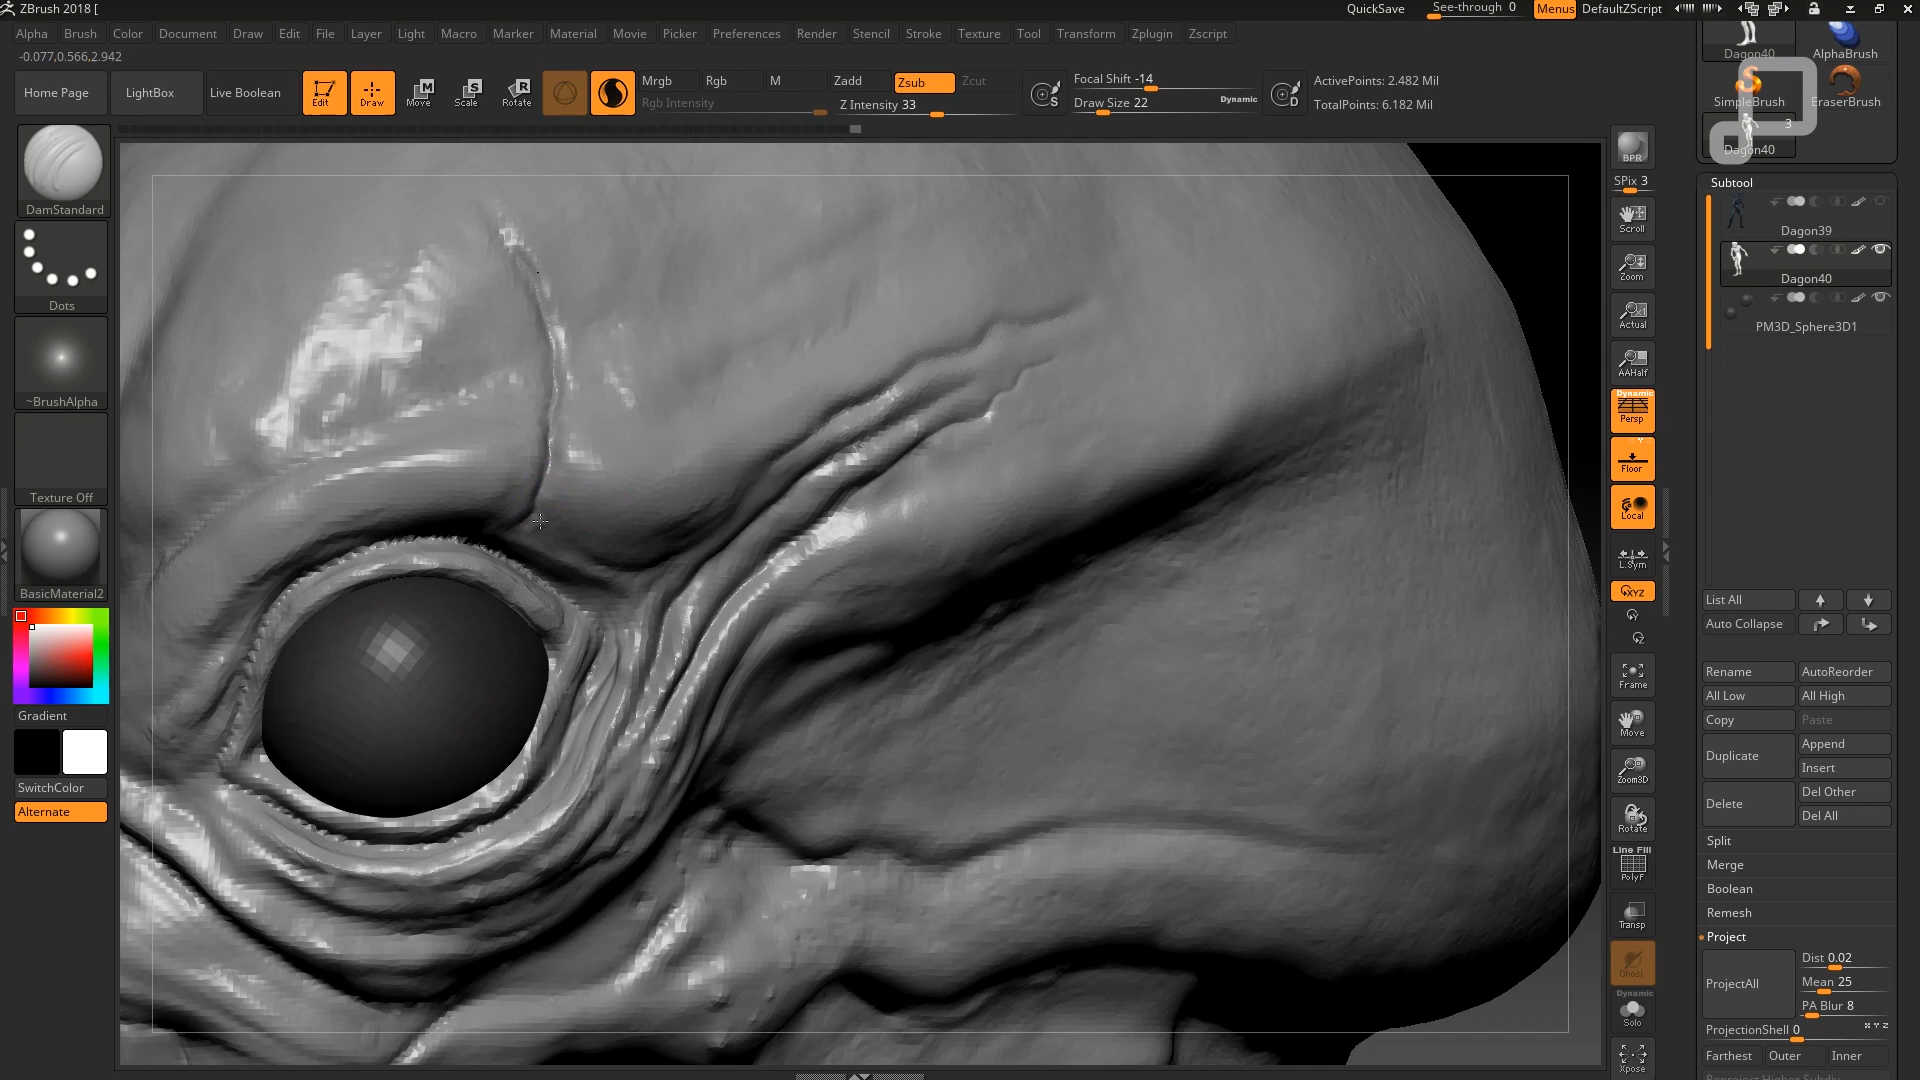 ZBrush 2018 [
QuickSave
See-through 0
Menus
DefaultZScript
Alpha Brush Color Document Draw Edit File Layer Light Macro Marker Material Movie Picker Preferences Render Stencil Stroke Texture Tool Transform Zplugin Zscript
-0.077,0.566,2.942
Home Page
LightBox
Live Boolean
Edit
Draw
Move
Scale
Rotate
Mrgb
Rgb
M
Zadd
Zsub
Zcut
Rgb Intensity
Z Intensity 33
S
Focal Shift -14
Draw Size 22
Dynamic
D
ActivePoints: 2.482 Mil
TotalPoints: 6.182 Mil
DamStandard
Dots
~BrushAlpha
Texture Off
BasicMaterial2
Gradient
SwitchColor
Alternate
BPR
SPix 3
Scroll
Zoom
Actual
AAHalf
Dynamic
Persp
Floor
Local
L.Sym
XYZ
Y
Z
Frame
Move
Zoom3D
Rotate
Line Fill
PolyF
Transp
Ghost
Dynamic
Solo
Xpose
Dagon40
AlphaBrush
SimpleBrush
EraserBrush
3
Dagon40
Subtool
Dagon39
Dagon40
PM3D_Sphere3D1
List All
Auto Collapse
Rename
AutoReorder
All Low
All High
Copy
Paste
Duplicate
Append
Insert
Delete
Del Other
Del All
Split
Merge
Boolean
Remesh
Project
ProjectAll
Dist 0.02
Mean 25
PA Blur 8
ProjectionShell 0
Farthest
Outer
Inner